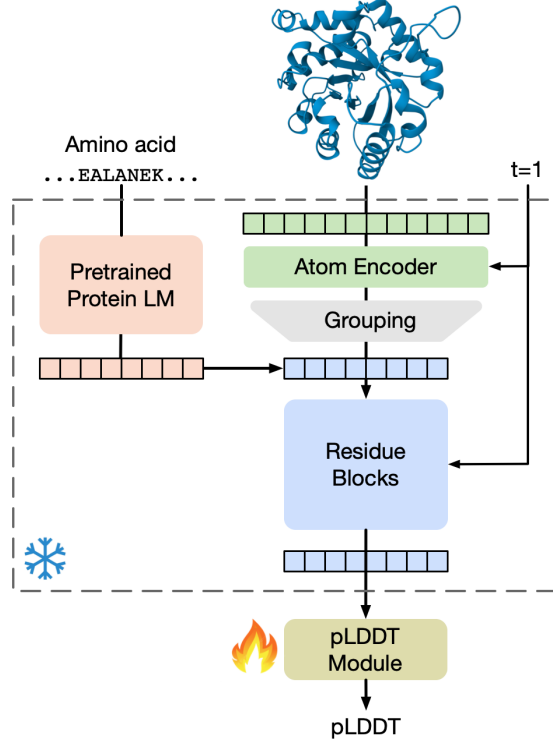 Amino acid
...EALANEK...
t=1
Pretrained
Protein LM
Atom Encoder
Grouping
Residue
Blocks
pLDDT
Module
pLDDT